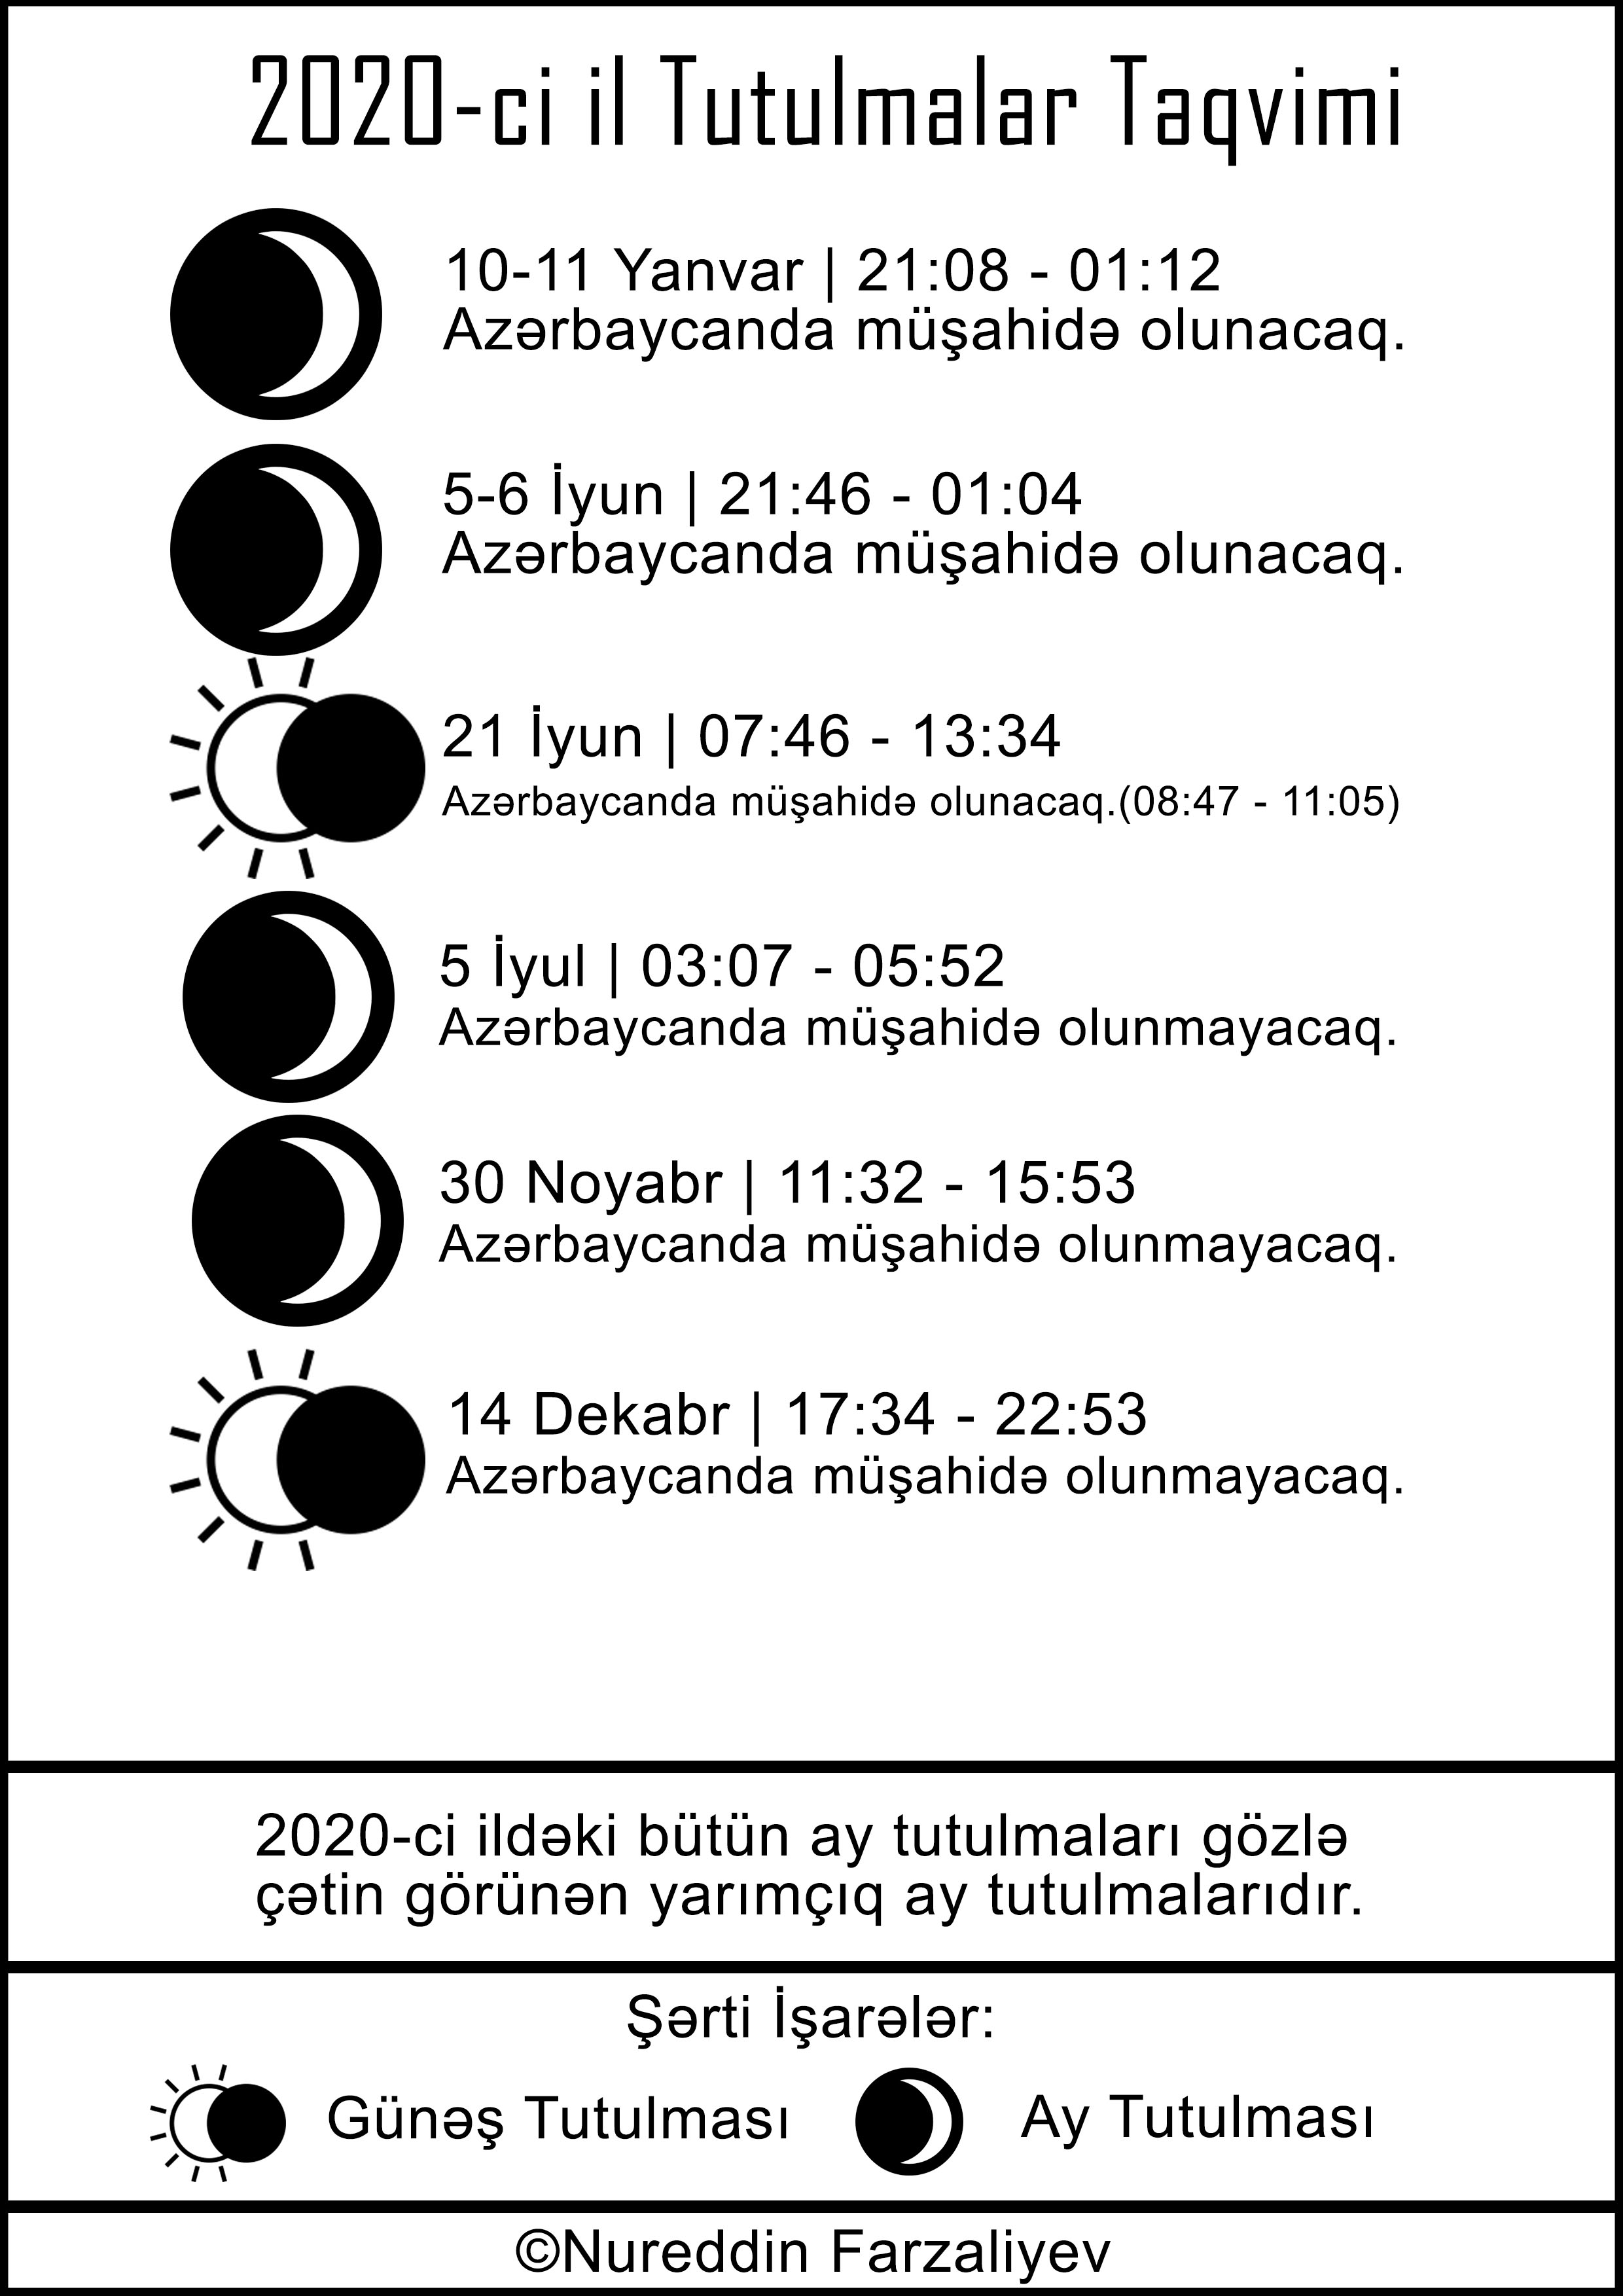 2020-ci il Tutulmalar Taqvimi
10-11 Yanvar | 21:08 - 01:12
Azərbaycanda müşahidə olunacaq.
5-6 İyun | 21:46 - 01:04
Azərbaycanda müşahidə olunacaq.
21 İyun | 07:46 - 13:34
Azərbaycanda müşahidə olunacaq.(08:47 - 11:05)
5 İyul | 03:07 - 05:52
Azərbaycanda müşahidə olunmayacaq.
30 Noyabr | 11:32 - 15:53
Azərbaycanda müşahidə olunmayacaq.
14 Dekabr | 17:34 - 22:53
Azərbaycanda müşahidə olunmayacaq.
2020-ci ildəki bütün ay tutulmaları gözlə
çətin görünən yarımçıq ay tutulmalarıdır.
Şərti İşarələr:
Günəş Tutulması Ay Tutulması
©Nureddin Farzaliyev